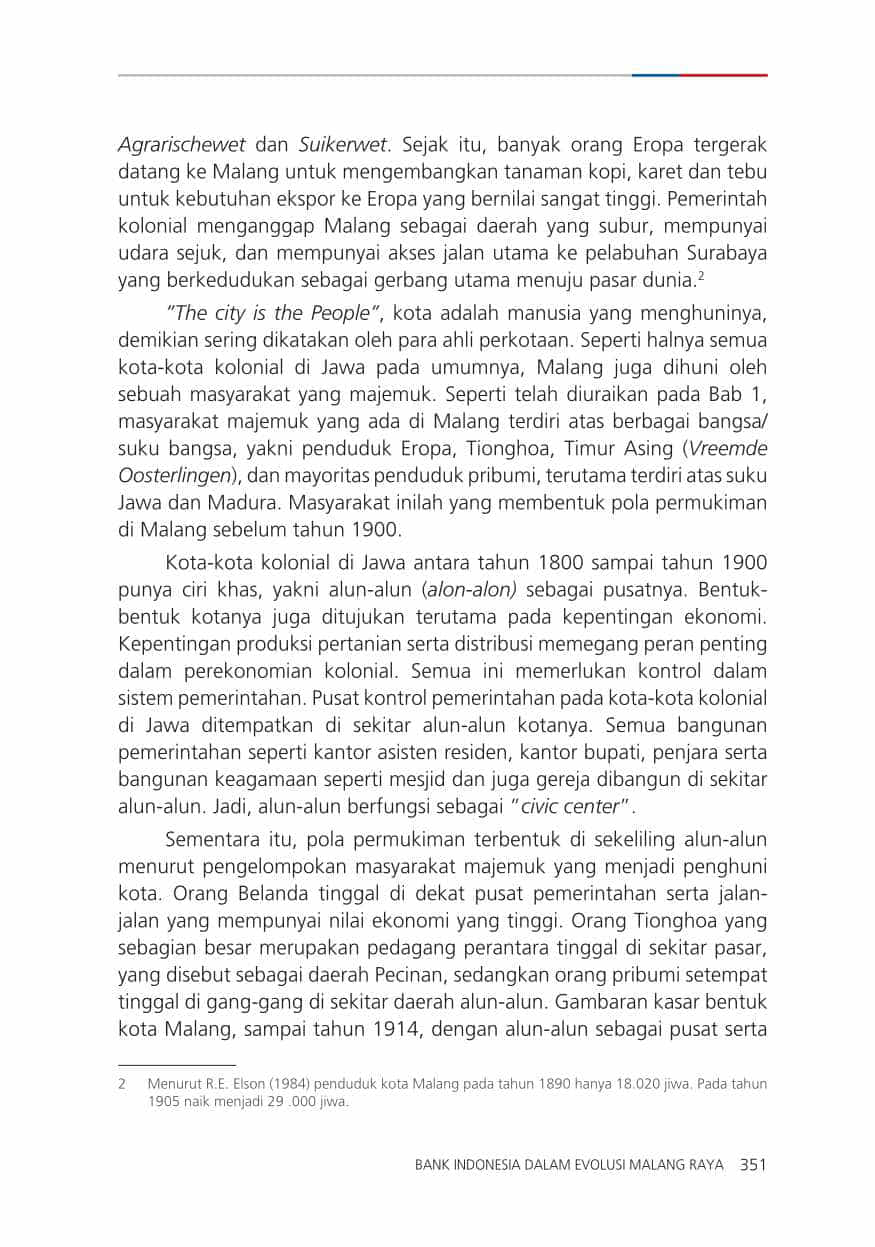 Agrarischewet dan Suikerwet. Sejak itu, banyak orang Eropa tergerak
datang ke Malang untuk mengembangkan tanaman kopi, karet dan tebu
untuk kebutuhan ekspor ke Eropa yang bernilai sangat tinggi. Pemerintah
kolonial menganggap Malang sebagai daerah yang subur, mempunyai
udara sejuk, dan mempunyai akses jalan utama ke pelabuhan Surabaya
yang berkedudukan sebagai gerbang utama menuju pasar dunia.²
”The city is the People”, kota adalah manusia yang menghuninya,
demikian sering dikatakan oleh para ahli perkotaan. Seperti halnya semua
kota-kota kolonial di Jawa pada umumnya, Malang juga dihuni oleh
sebuah masyarakat yang majemuk. Seperti telah diuraikan pada Bab 1,
masyarakat majemuk yang ada di Malang terdiri atas berbagai bangsa/
suku bangsa, yakni penduduk Eropa, Tionghoa, Timur Asing (Vreemde
Oosterlingen), dan mayoritas penduduk pribumi, terutama terdiri atas suku
Jawa dan Madura. Masyarakat inilah yang membentuk pola permukiman
di Malang sebelum tahun 1900.
Kota-kota kolonial di Jawa antara tahun 1800 sampai tahun 1900
punya ciri khas, yakni alun-alun (alon-alon) sebagai pusatnya. Bentuk-
bentuk kotanya juga ditujukan terutama pada kepentingan ekonomi.
Kepentingan produksi pertanian serta distribusi memegang peran penting
dalam perekonomian kolonial. Semua ini memerlukan kontrol dalam
sistem pemerintahan. Pusat kontrol pemerintahan pada kota-kota kolonial
di Jawa ditempatkan di sekitar alun-alun kotanya. Semua bangunan
pemerintahan seperti kantor asisten residen, kantor bupati, penjara serta
bangunan keagamaan seperti mesjid dan juga gereja dibangun di sekitar
alun-alun. Jadi, alun-alun berfungsi sebagai ”civic center”.
Sementara itu, pola permukiman terbentuk di sekeliling alun-alun
menurut pengelompokan masyarakat majemuk yang menjadi penghuni
kota. Orang Belanda tinggal di dekat pusat pemerintahan serta jalan-
jalan yang mempunyai nilai ekonomi yang tinggi. Orang Tionghoa yang
sebagian besar merupakan pedagang perantara tinggal di sekitar pasar,
yang disebut sebagai daerah Pecinan, sedangkan orang pribumi setempat
tinggal di gang-gang di sekitar daerah alun-alun. Gambaran kasar bentuk
kota Malang, sampai tahun 1914, dengan alun-alun sebagai pusat serta
2 Menurut R.E. Elson (1984) penduduk kota Malang pada tahun 1890 hanya 18.020 jiwa. Pada tahun
1905 naik menjadi 29 .000 jiwa.
BANK INDONESIA DALAM EVOLUSI MALANG RAYA 351